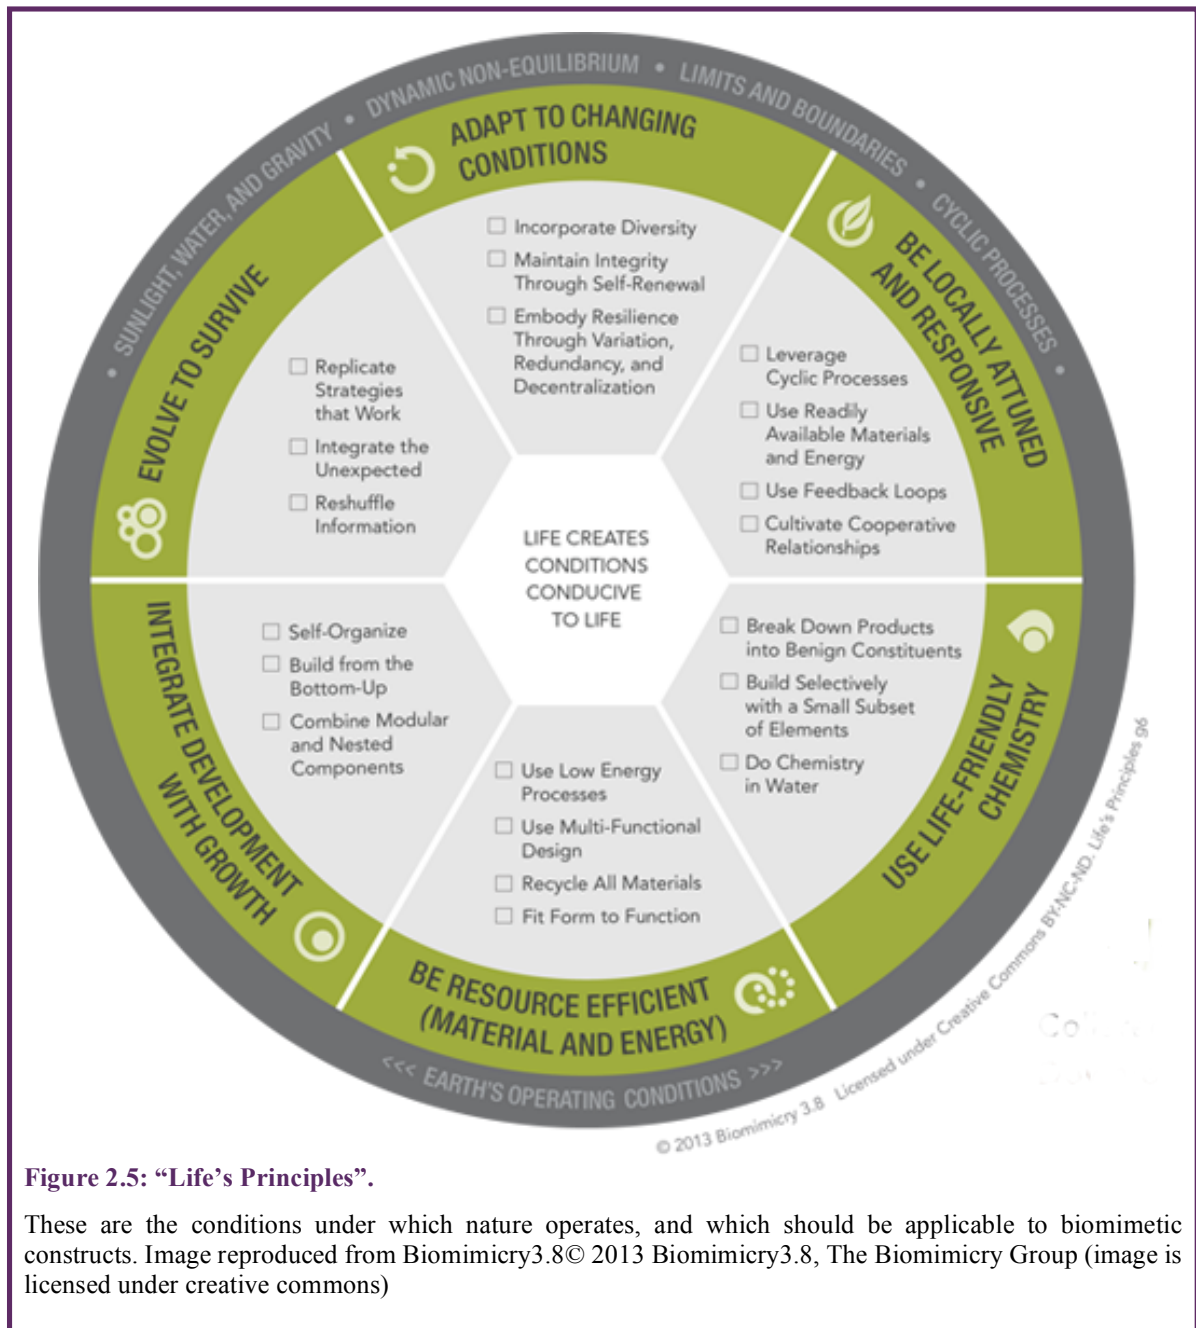 • SUNLIGHT, WATER, AND GRAVITY • DYNAMIC NON-EQUILIBRIUM • LIMITS AND BOUNDARIES • CYCLIC PROCESSES •
ADAPT TO CHANGING
CONDITIONS
☐ Incorporate Diversity
☐ Maintain Integrity
Through Self-Renewal
☐ Embody Resilience
Through Variation,
Redundancy, and
Decentralization
BE LOCALLY ATTUNED
AND RESPONSIVE
☐ Leverage
Cyclic Processes
☐ Use Readily
Available Materials
and Energy
☐ Use Feedback Loops
☐ Cultivate Cooperative
Relationships
USE LIFE-FRIENDLY
CHEMISTRY
☐ Break Down Products
into Benign Constituents
☐ Build Selectively
with a Small Subset
of Elements
☐ Do Chemistry
in Water
BE RESOURCE EFFICIENT
(MATERIAL AND ENERGY)
☐ Use Low Energy
Processes
☐ Use Multi-Functional
Design
☐ Recycle All Materials
☐ Fit Form to Function
INTEGRATE DEVELOPMENT
WITH GROWTH
☐ Self-Organize
☐ Build from the
Bottom-Up
☐ Combine Modular
and Nested
Components
EVOLVE TO SURVIVE
☐ Replicate
Strategies
that Work
☐ Integrate the
Unexpected
☐ Reshuffle
Information
LIFE CREATES
CONDITIONS
CONDUCIVE
TO LIFE
<<< EARTH'S OPERATING CONDITIONS >>>
© 2013 Biomimicry 3.8 Licensed under Creative Commons BY-NC-ND. Life's Principles g6
Figure 2.5: “Life’s Principles”.
These are the conditions under which nature operates, and which should be applicable to biomimetic
constructs. Image reproduced from Biomimicry3.8© 2013 Biomimicry3.8, The Biomimicry Group (image is
licensed under creative commons)